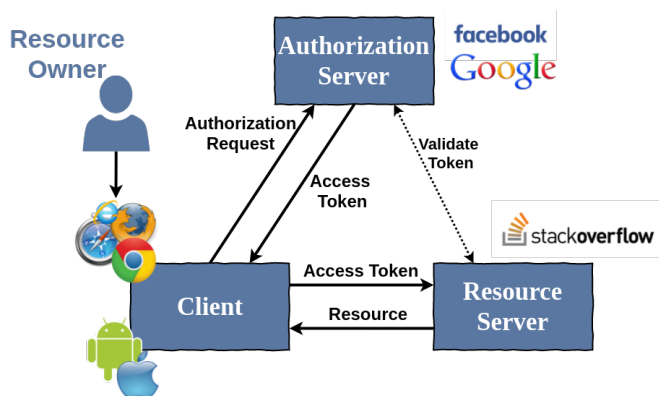 Resource
Owner
Authorization
Server
facebook
Google
Authorization
Request
Access
Token
Validate
Token
stackoverflow
Client
Access Token
Resource
Resource
Server